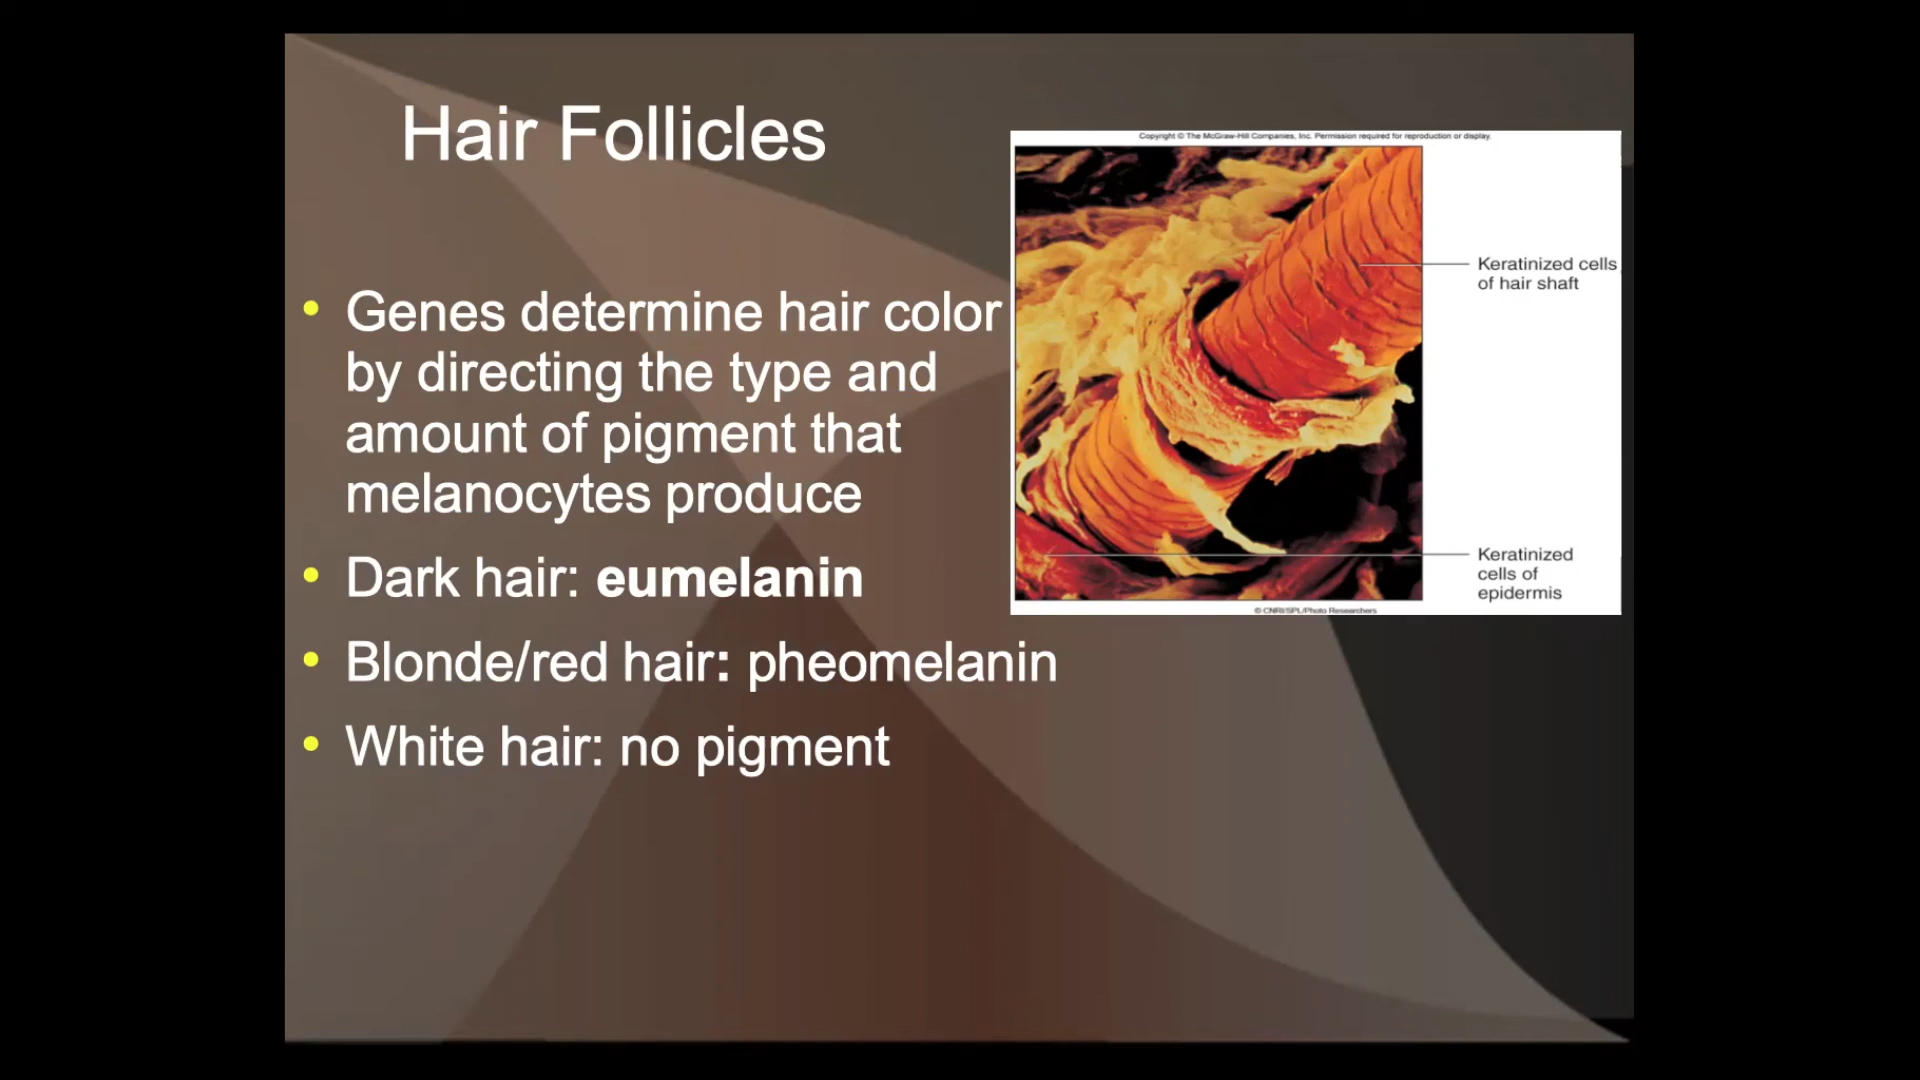 Hair Follicles
Copyright © The McGraw-Hill Companies, Inc. Permission required for reproduction or display.
• Genes determine hair color
by directing the type and
amount of pigment that
melanocytes produce
• Dark hair: eumelanin
• Blonde/red hair: pheomelanin
• White hair: no pigment
Keratinized cells
of hair shaft
Keratinized
cells of
epidermis
© CNRI/SPL/Photo Researchers